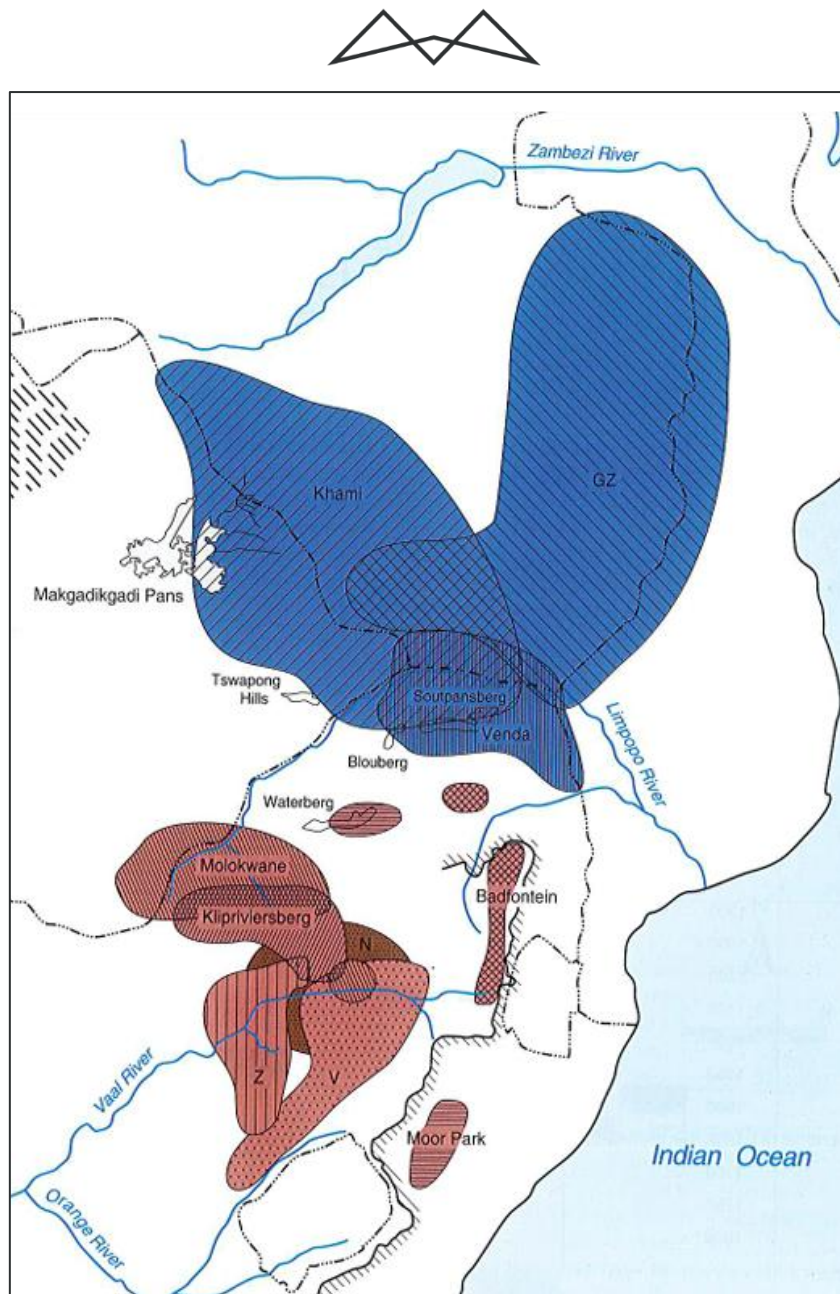 Zambezi River
GZ
Khami
Makgadikgadi Pans
Tswapong
Hills
Soutpansberg
Venda
Blouberg
Limpopo River
Waterberg
Molokwane
Badfontein
Klipriviersberg
N
Z
V
Vaal River
Moor Park
Indian Ocean
Orange River